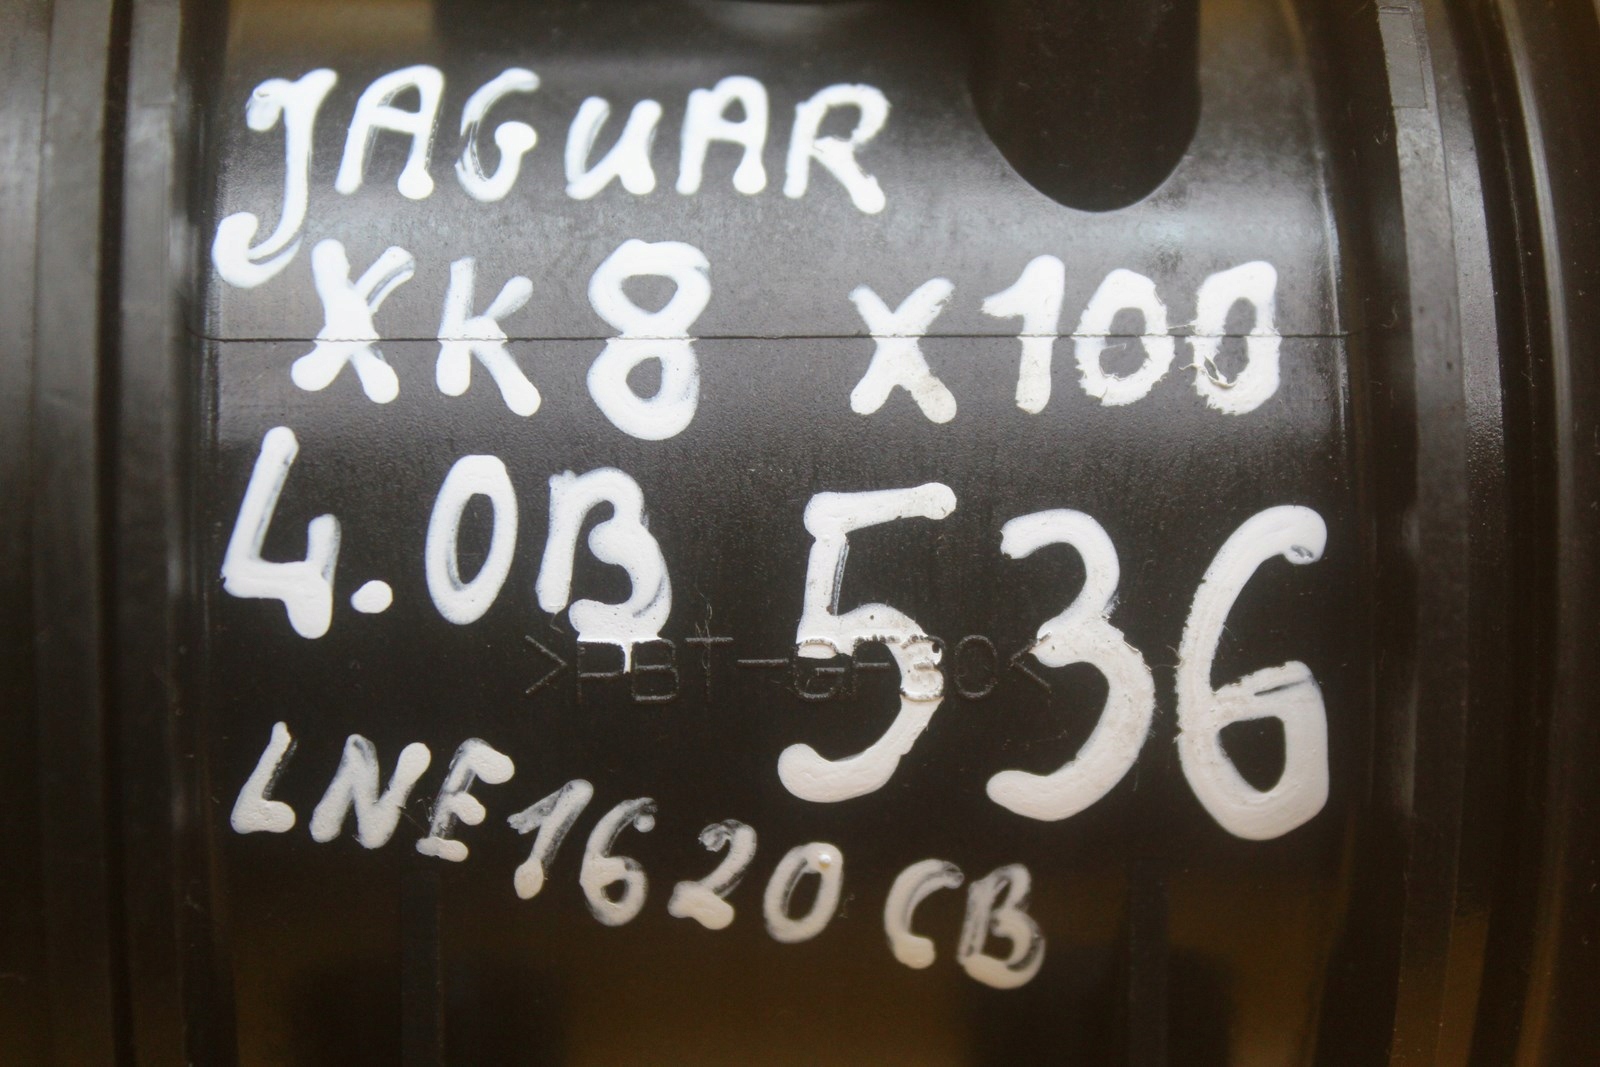 JAGUAR
XK8 X100
4.0B 536
>PBT-GF30<
LNE1620CB